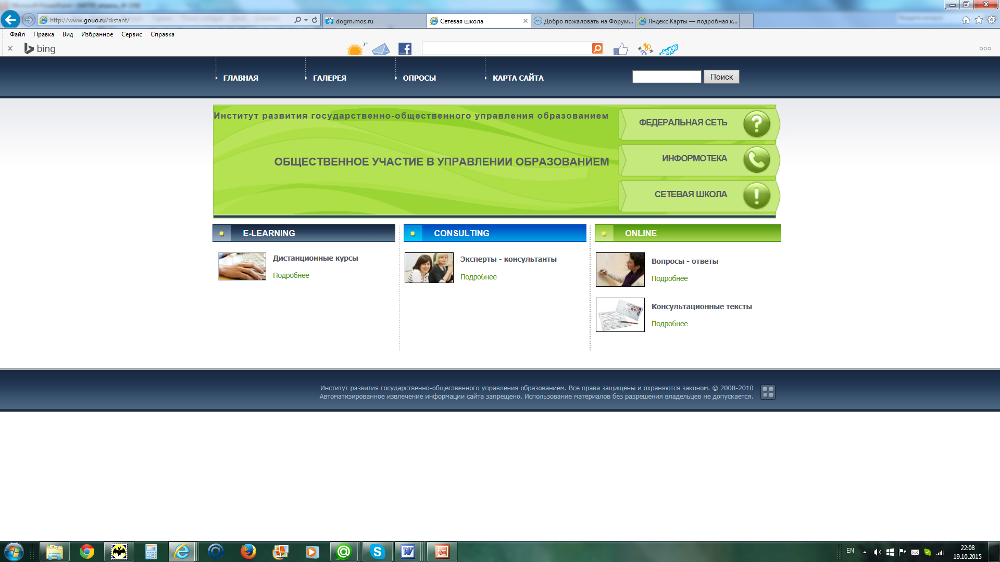 http://www.gouo.ru/distant/
dogm.mos.ru
Сетевая школа
Добро пожаловать на Форум...
Яндекс.Карты — подробная к...
Файл Правка Вид Избранное Сервис Справка
x bing
-7°
skype
ГЛАВНАЯ ГАЛЕРЕЯ ОПРОСЫ КАРТА САЙТА Поиск
Институт развития государственно-общественного управления образованием
ФЕДЕРАЛЬНАЯ СЕТЬ
ОБЩЕСТВЕННОЕ УЧАСТИЕ В УПРАВЛЕНИИ ОБРАЗОВАНИЕМ
ИНФОРМОТЕКА
СЕТЕВАЯ ШКОЛА
E-LEARNING
Дистанционные курсы
Подробнее
CONSULTING
Эксперты - консультанты
Подробнее
ONLINE
Вопросы - ответы
Подробнее
Консультационные тексты
Подробнее
Институт развития государственно-общественного управления образованием. Все права защищены и охраняются законом. © 2008-2010
Автоматизированное извлечение информации сайта запрещено. Использование материалов без разрешения владельцев не допускается.
EN
22:08
19.10.2015